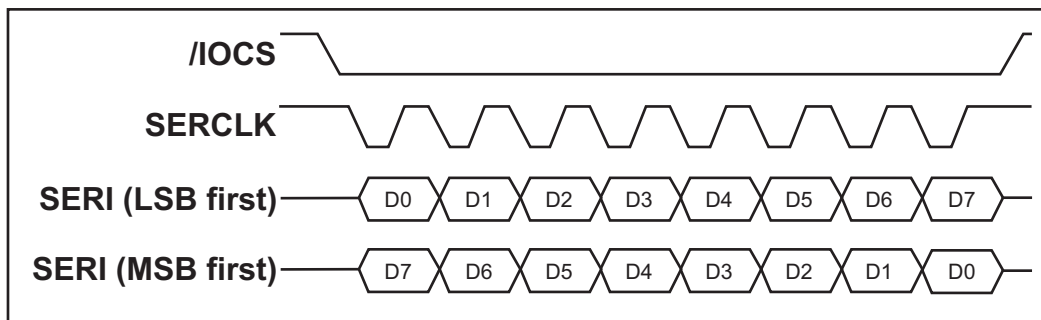 /IOCS
SERCLK
SERI (LSB first) D0 D1 D2 D3 D4 D5 D6 D7
SERI (MSB first) D7 D6 D5 D4 D3 D2 D1 D0